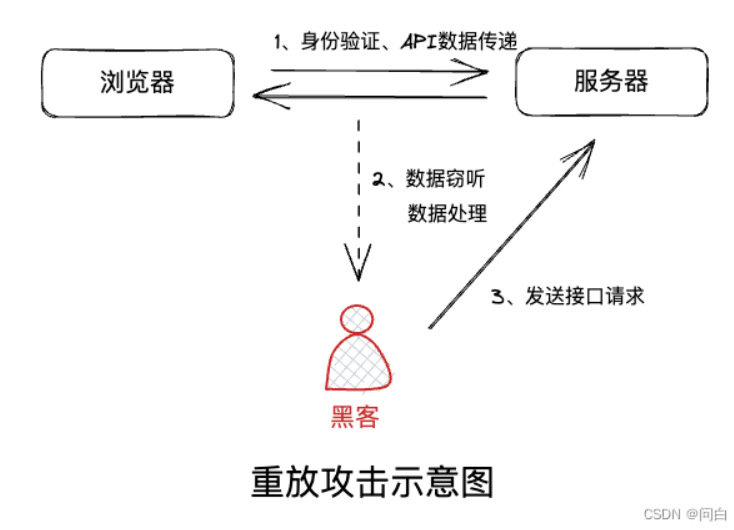 1、身份验证、API数据传递
浏览器
服务器
2、数据窃听
数据处理
3、发送接口请求
黑客
重放攻击示意图
CSDN @问白